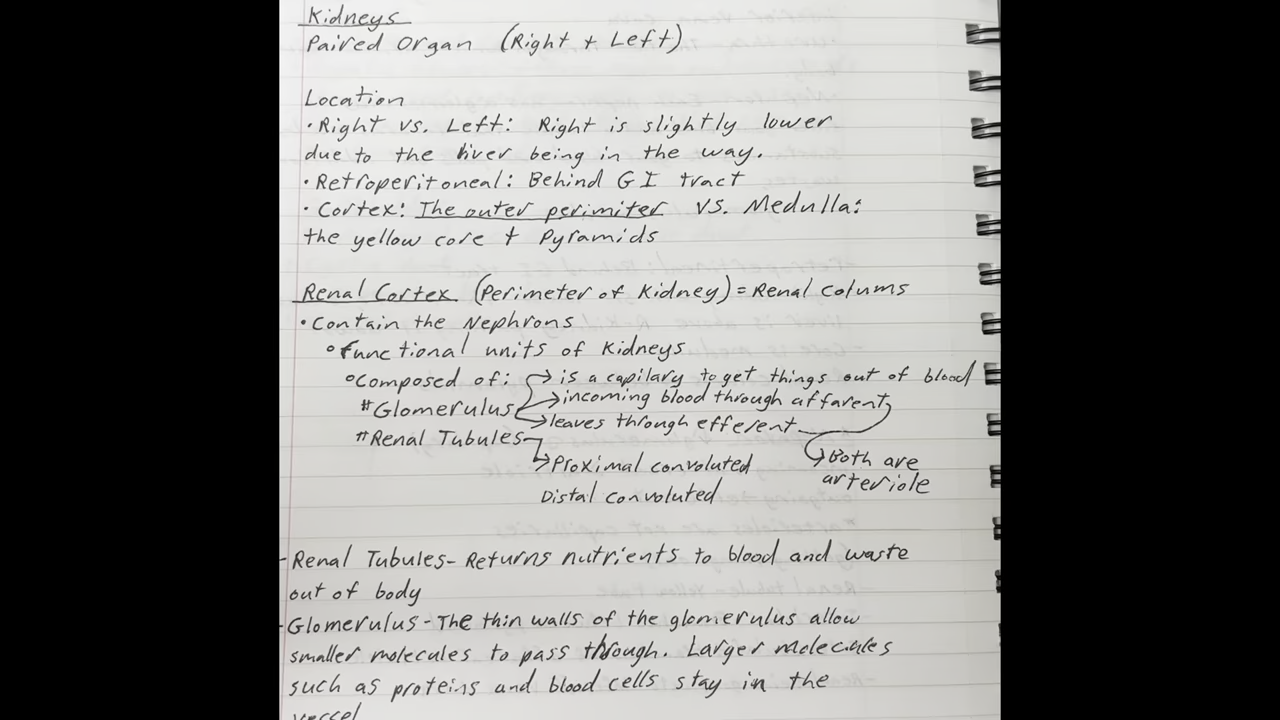 Kidneys
Paired Organ (Right + Left)
Location
• Right vs. Left: Right is slightly lower
due to the liver being in the way.
• Retroperitoneal: Behind GI tract
• Cortex: The outer perimiter vs. Medulla:
the yellow core + Pyramids
Renal Cortex (Perimeter of Kidney) = Renal colums
• Contain the Nephrons
° functional units of Kidneys
° Composed of: → is a capilary to get things out of blood
→ incoming blood through affarent
# Glomerulus
→ leaves through efferent
# Renal Tubules
→ Both are
→ Proximal convoluted
arteriole
Distal convoluted
- Renal Tubules - Returns nutrients to blood and waste
out of body
- Glomerulus - The thin walls of the glomerulus allow
smaller molecules to pass through. Larger molecules
such as proteins and blood cells stay in the
vessel